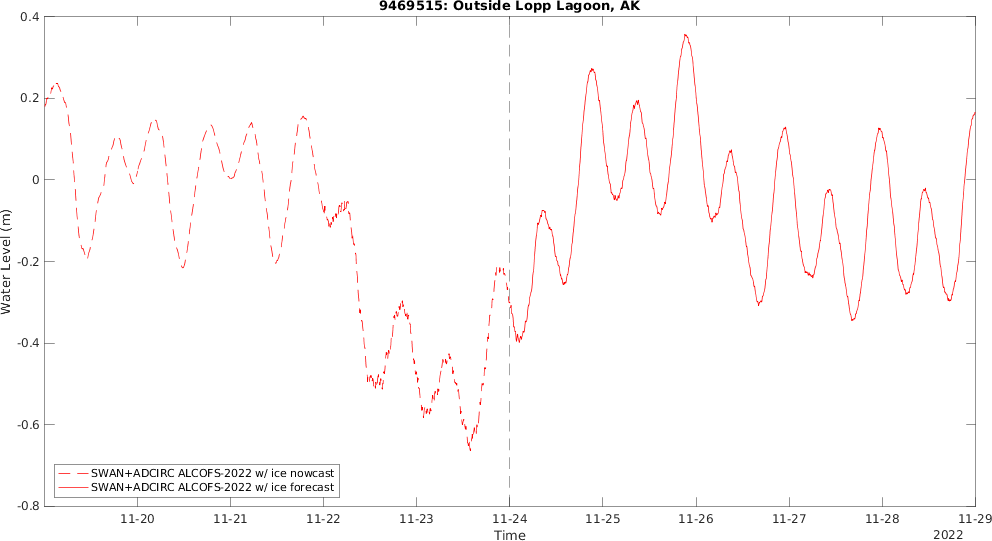 9469515: Outside Lopp Lagoon, AK
0.4
0.2
0
-0.2
-0.4
-0.6
-0.8
Water Level (m)
SWAN+ADCIRC ALCOFS-2022 w/ ice nowcast
SWAN+ADCIRC ALCOFS-2022 w/ ice forecast
11-20 11-21 11-22 11-23 11-24 11-25 11-26 11-27 11-28 11-29
Time
2022